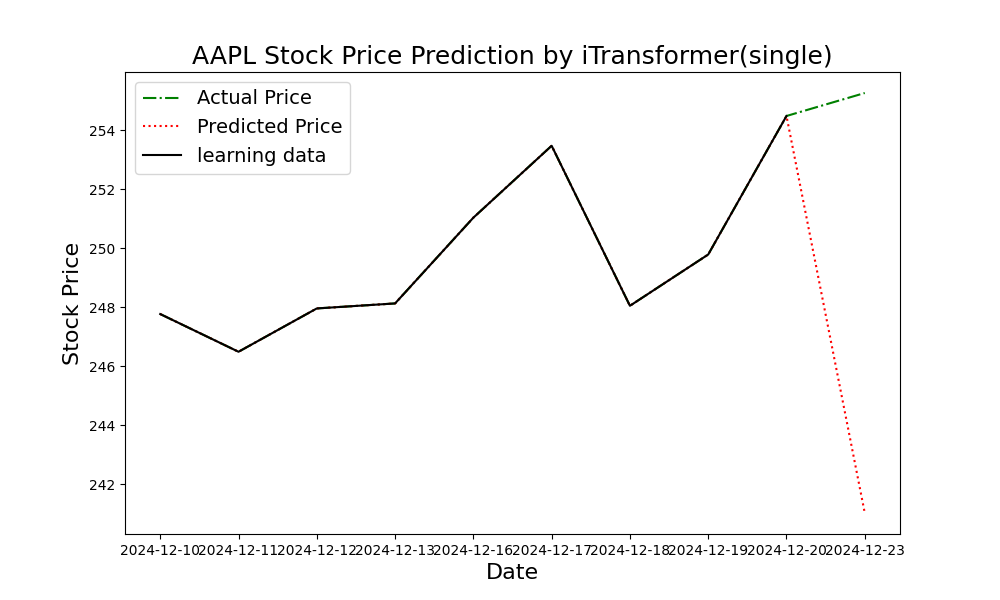 AAPL Stock Price Prediction by iTransformer(single)
Actual Price
Predicted Price
learning data
254
252
250
248
246
244
242
Stock Price
2024-12-10 2024-12-11 2024-12-12 2024-12-13 2024-12-16 2024-12-17 2024-12-18 2024-12-19 2024-12-20 2024-12-23
Date